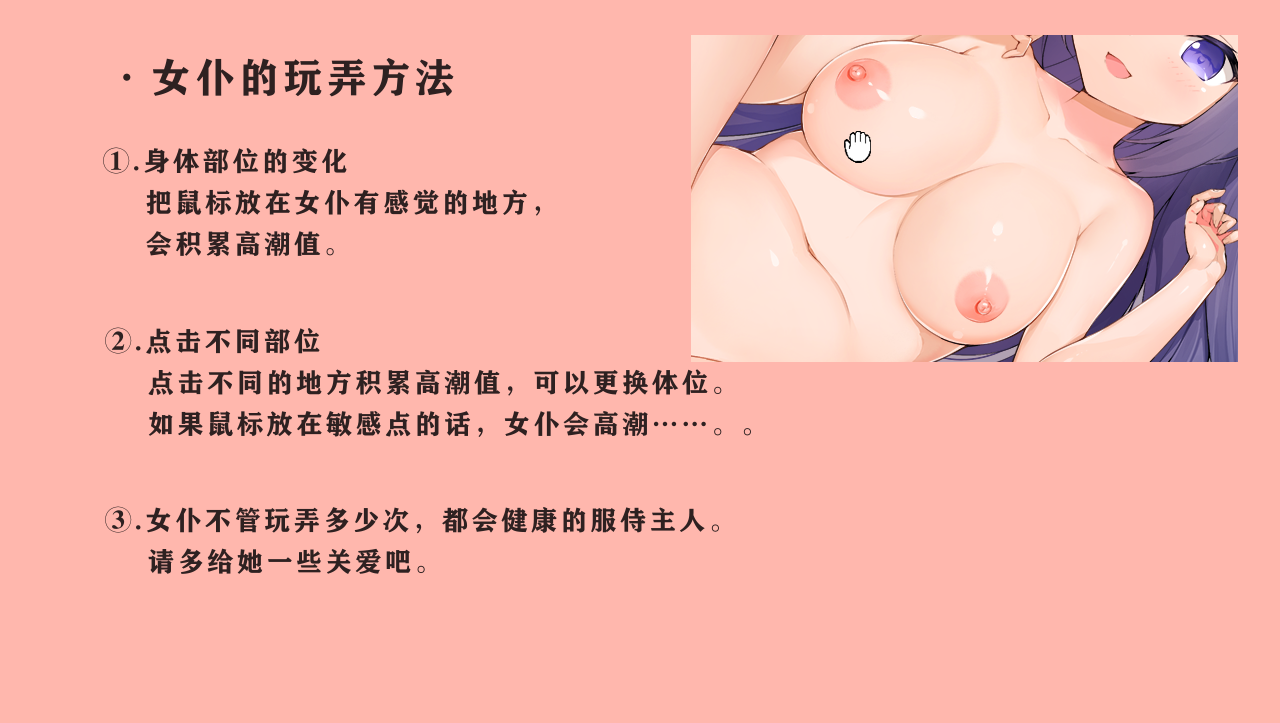 ·女仆的玩弄方法
①.身体部位的变化
把鼠标放在女仆有感觉的地方，
会积累高潮值。
②.点击不同部位
点击不同的地方积累高潮值，可以更换体位。
如果鼠标放在敏感点的话，女仆会高潮……。。
③.女仆不管玩弄多少次，都会健康的服侍主人。
请多给她一些关爱吧。